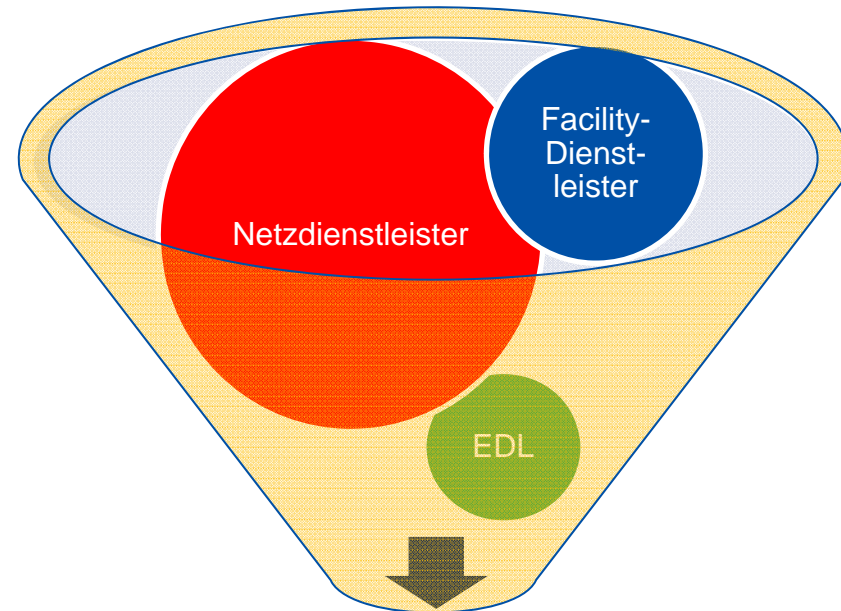 Facility-
Dienst-
leister
Netzdienstleister
EDL